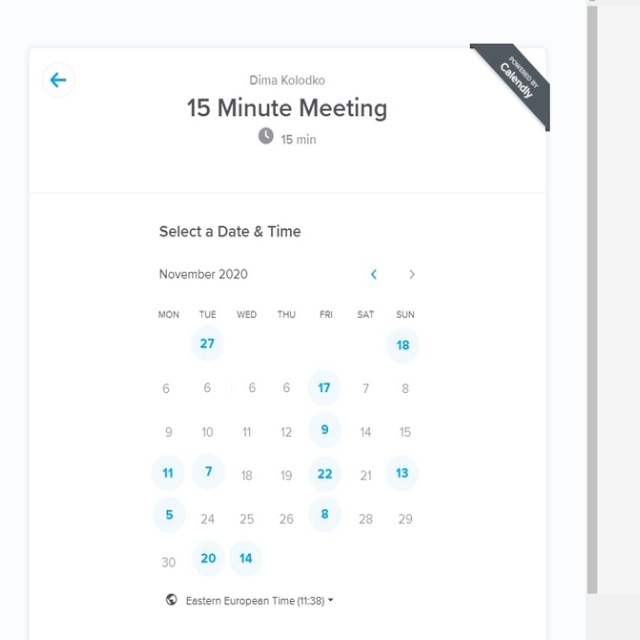 Dima Kolodko
15 Minute Meeting
15 min
POWERED BY
Calendly
Select a Date & Time
November 2020
MON TUE WED THU FRI SAT SUN
27 18
6 6 6 6 17 7 8
9 10 11 12 9 14 15
11 7 18 19 22 21 13
5 24 25 26 8 28 29
30 20 14
Eastern European Time (11:38)